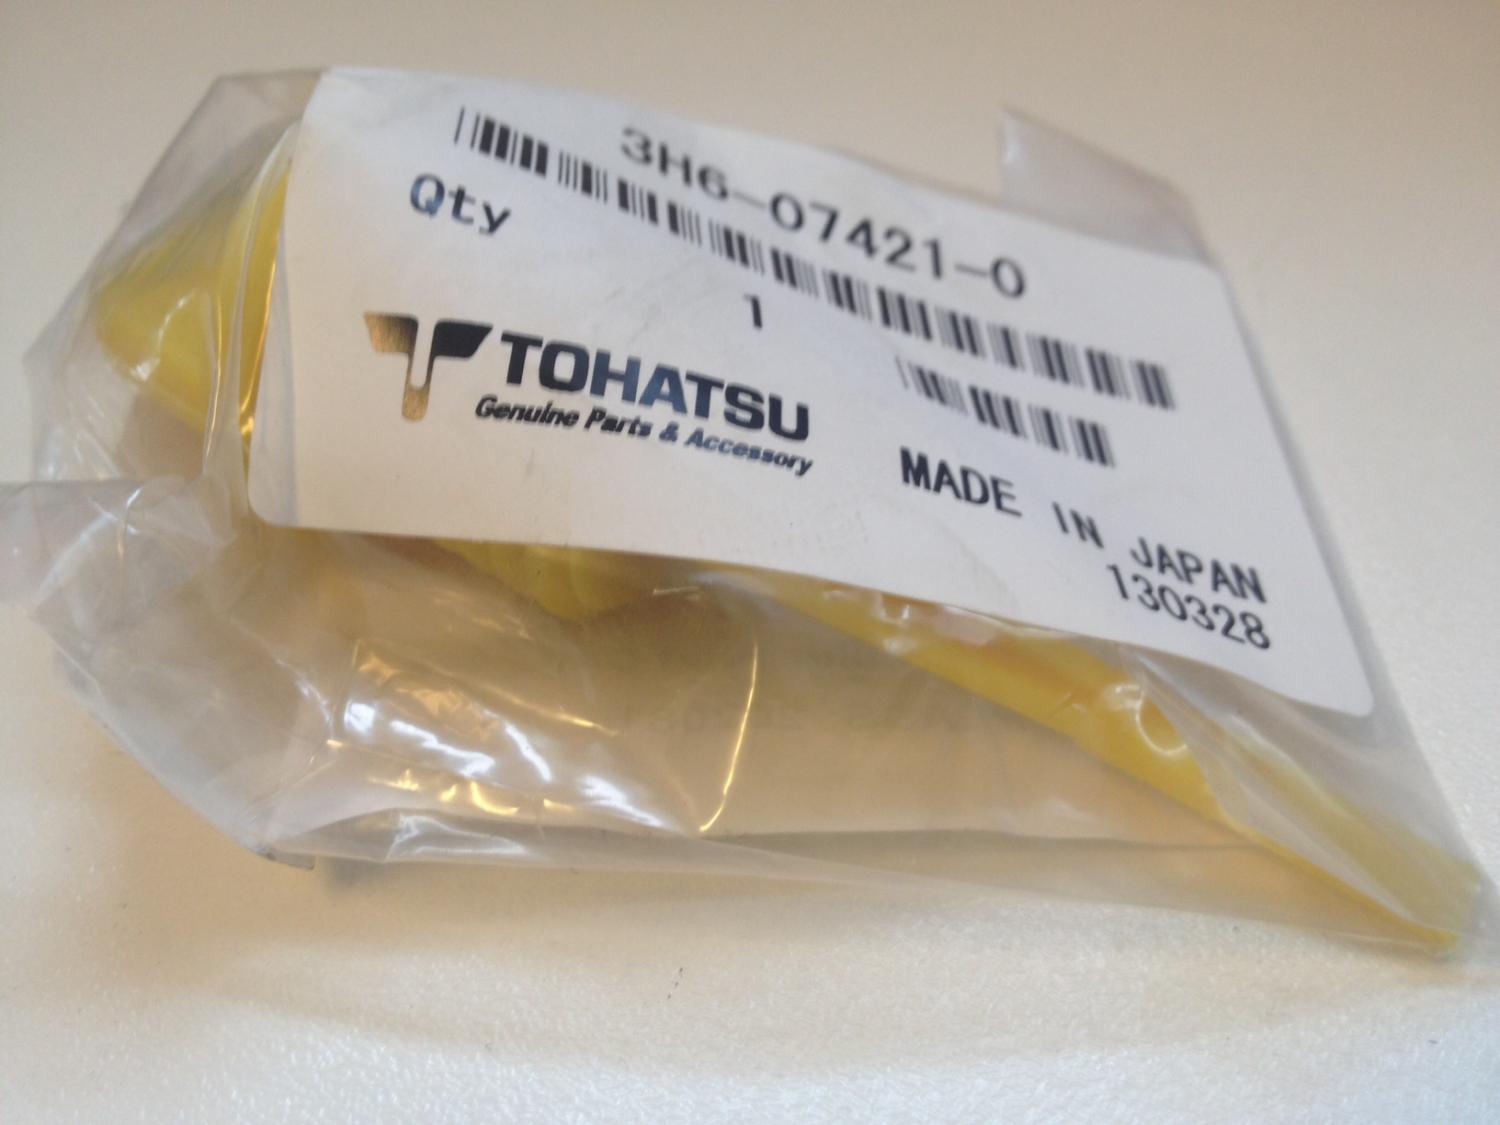 3H6-07421-0
Qty
1
TOHATSU
Genuine Parts & Accessory
MADE IN JAPAN
130328